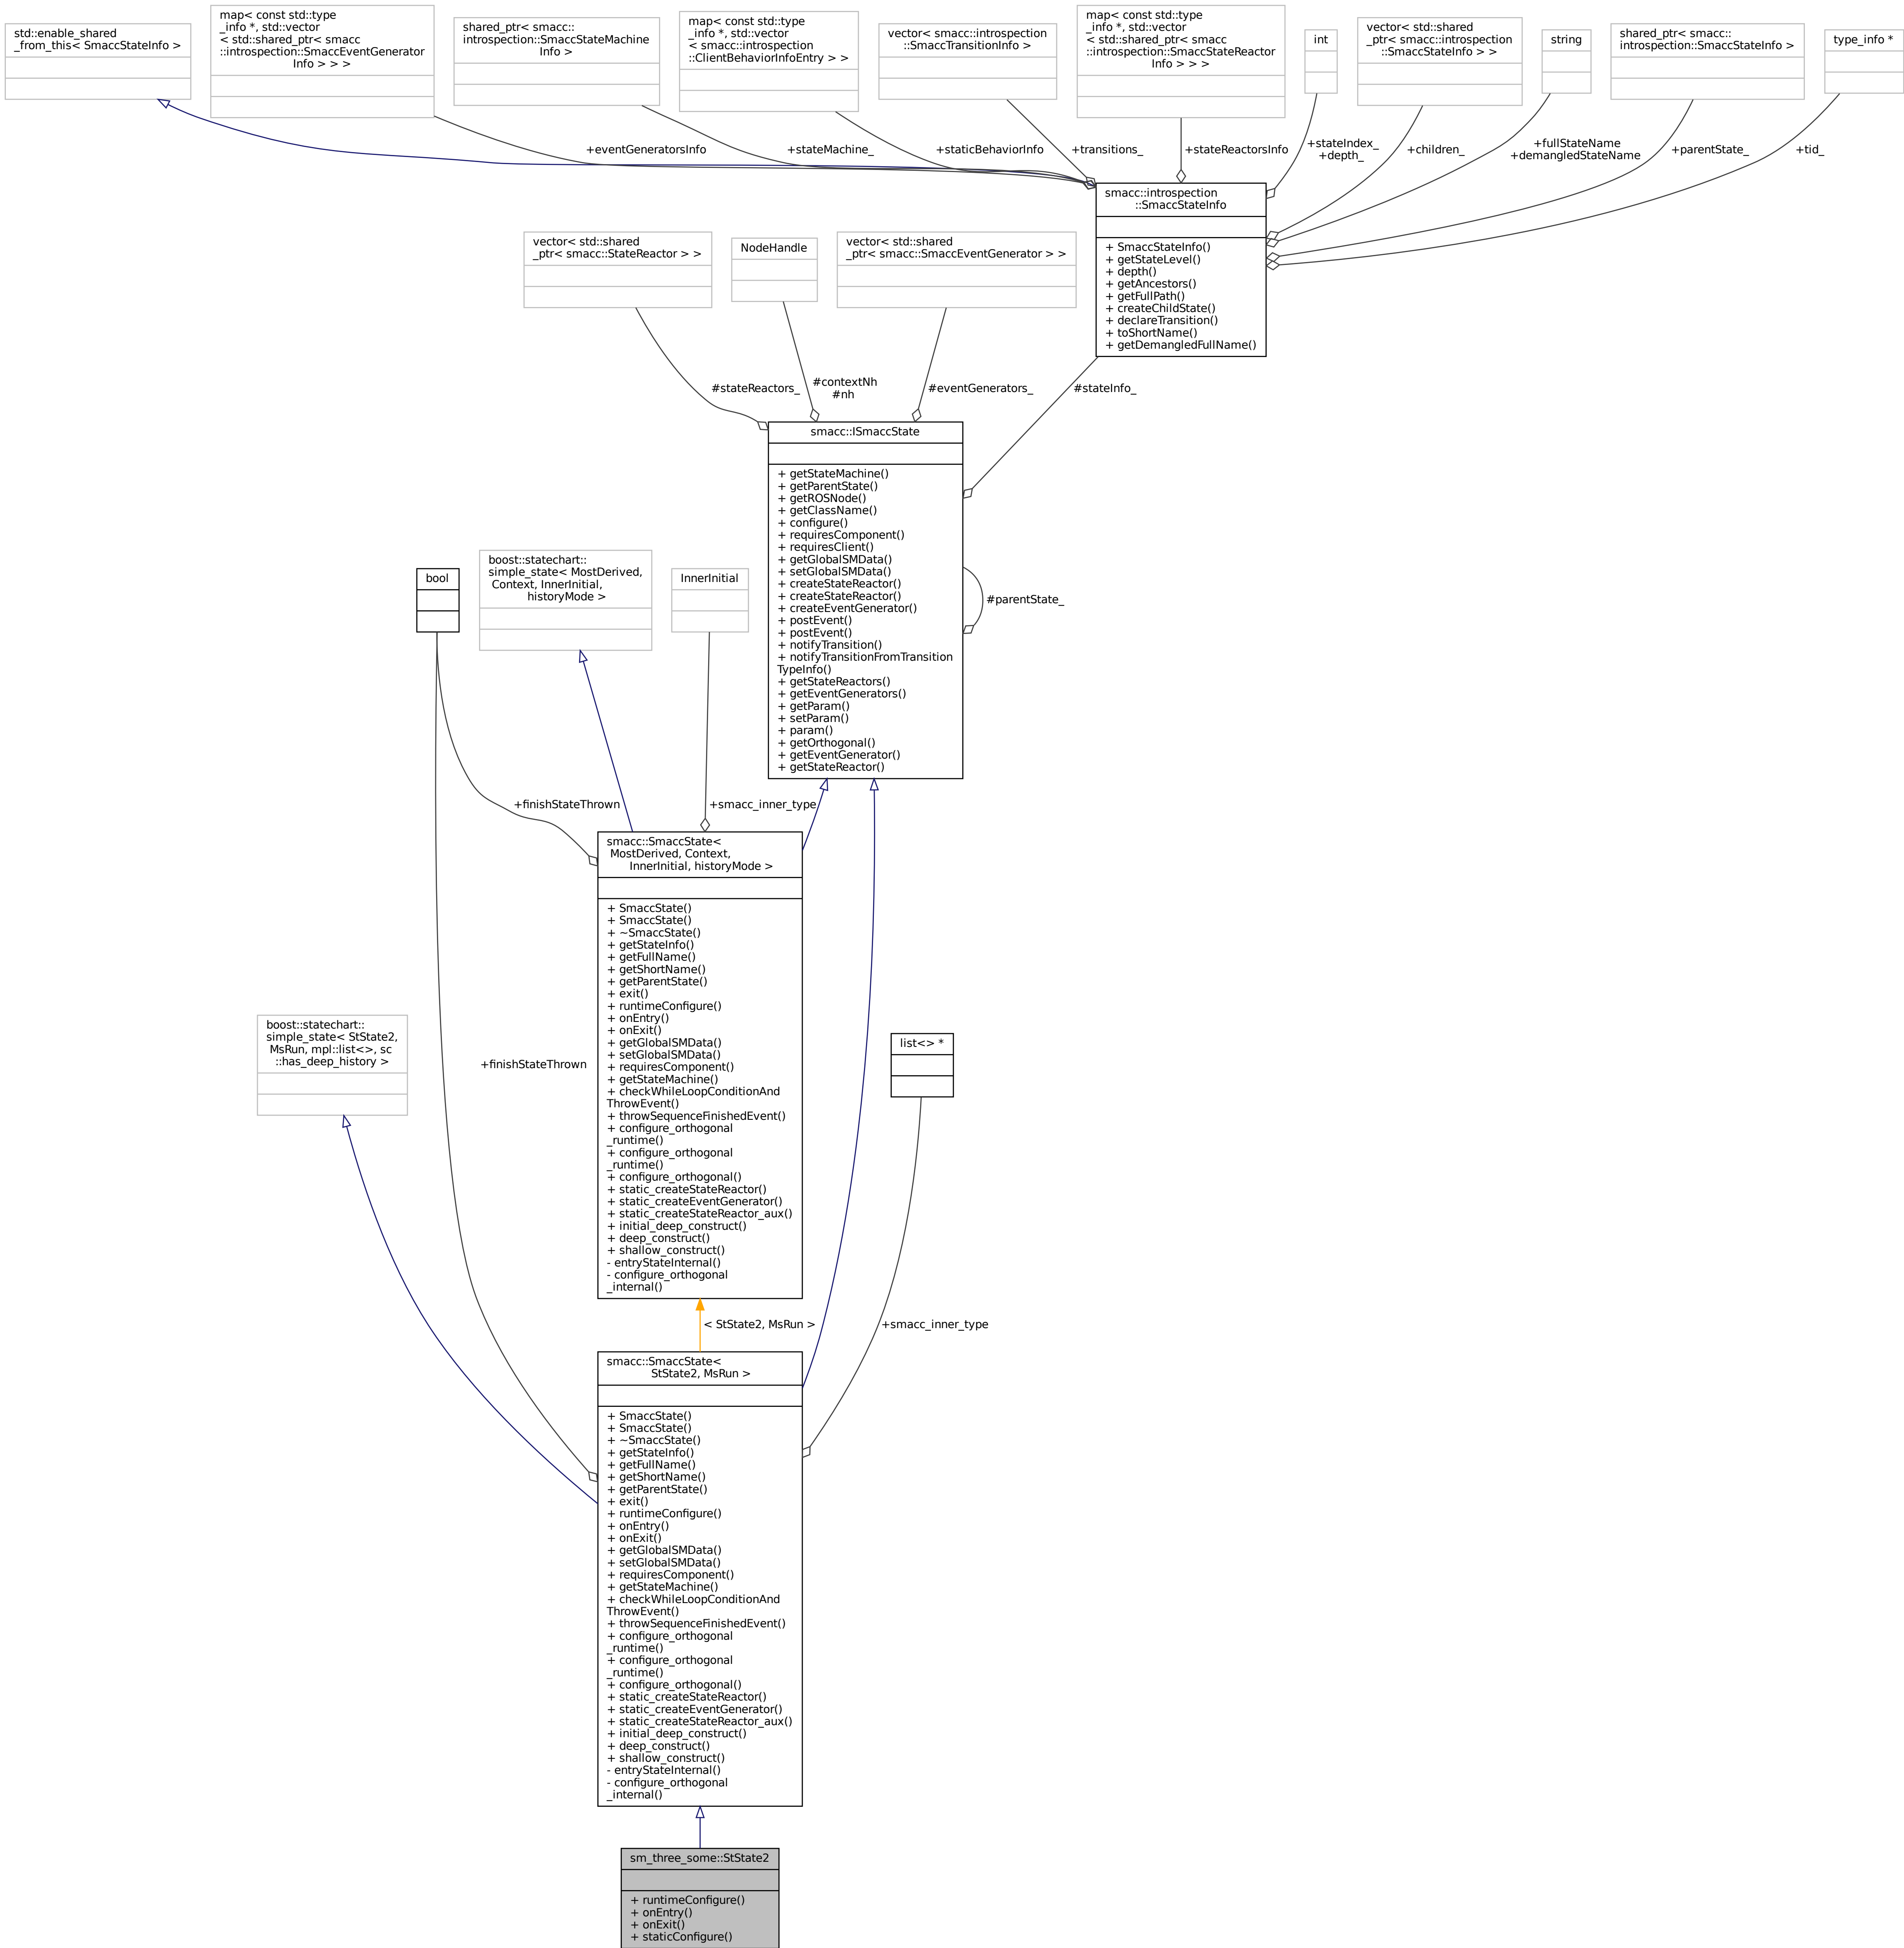 std::enable_shared
_from_this< SmaccStateInfo >
map< const std::type
_info *, std::vector
< std::shared_ptr< smacc
::introspection::SmaccEventGenerator
Info > > >
shared_ptr< smacc::
introspection::SmaccStateMachine
Info >
map< const std::type
_info *, std::vector
< smacc::introspection
::ClientBehaviorInfoEntry > >
vector< smacc::introspection
::SmaccTransitionInfo >
map< const std::type
_info *, std::vector
< std::shared_ptr< smacc
::introspection::SmaccStateReactor
Info > > >
int
vector< std::shared
_ptr< smacc::introspection
::SmaccStateInfo > >
string
shared_ptr< smacc::
introspection::SmaccStateInfo >
type_info *
+eventGeneratorsInfo
+stateMachine_
+staticBehaviorInfo
+transitions_
+stateReactorsInfo
+stateIndex_
+depth_
+children_
+fullStateName
+demangledStateName
+parentState_
+tid_
smacc::introspection
::SmaccStateInfo
+ SmaccStateInfo()
+ getStateLevel()
+ depth()
+ getAncestors()
+ getFullPath()
+ createChildState()
+ declareTransition()
+ toShortName()
+ getDemangledFullName()
vector< std::shared
_ptr< smacc::StateReactor > >
NodeHandle
vector< std::shared
_ptr< smacc::SmaccEventGenerator > >
#stateReactors_
#contextNh
#nh
#eventGenerators_
#stateInfo_
smacc::ISmaccState
+ getStateMachine()
+ getParentState()
+ getROSNode()
+ getClassName()
+ configure()
+ requiresComponent()
+ requiresClient()
+ getGlobalSMData()
+ setGlobalSMData()
+ createStateReactor()
+ createStateReactor()
+ createEventGenerator()
+ postEvent()
+ postEvent()
+ notifyTransition()
+ notifyTransitionFromTransition
TypeInfo()
+ getStateReactors()
+ getEventGenerators()
+ getParam()
+ setParam()
+ param()
+ getOrthogonal()
+ getEventGenerator()
+ getStateReactor()
#parentState_
bool
boost::statechart::
simple_state< MostDerived,
Context, InnerInitial,
historyMode >
InnerInitial
+finishStateThrown
+smacc_inner_type
smacc::SmaccState<
MostDerived, Context,
InnerInitial, historyMode >
+ SmaccState()
+ SmaccState()
+ ~SmaccState()
+ getStateInfo()
+ getFullName()
+ getShortName()
+ getParentState()
+ exit()
+ runtimeConfigure()
+ onEntry()
+ onExit()
+ getGlobalSMData()
+ setGlobalSMData()
+ requiresComponent()
+ getStateMachine()
+ checkWhileLoopConditionAnd
ThrowEvent()
+ throwSequenceFinishedEvent()
+ configure_orthogonal
_runtime()
+ configure_orthogonal
_runtime()
+ configure_orthogonal()
+ static_createStateReactor()
+ static_createEventGenerator()
+ static_createStateReactor_aux()
+ initial_deep_construct()
+ deep_construct()
+ shallow_construct()
- entryStateInternal()
- configure_orthogonal
_internal()
boost::statechart::
simple_state< StState2,
MsRun, mpl::list<>, sc
::has_deep_history >
+finishStateThrown
list<> *
< StState2, MsRun >
+smacc_inner_type
smacc::SmaccState<
StState2, MsRun >
+ SmaccState()
+ SmaccState()
+ ~SmaccState()
+ getStateInfo()
+ getFullName()
+ getShortName()
+ getParentState()
+ exit()
+ runtimeConfigure()
+ onEntry()
+ onExit()
+ getGlobalSMData()
+ setGlobalSMData()
+ requiresComponent()
+ getStateMachine()
+ checkWhileLoopConditionAnd
ThrowEvent()
+ throwSequenceFinishedEvent()
+ configure_orthogonal
_runtime()
+ configure_orthogonal
_runtime()
+ configure_orthogonal()
+ static_createStateReactor()
+ static_createEventGenerator()
+ static_createStateReactor_aux()
+ initial_deep_construct()
+ deep_construct()
+ shallow_construct()
- entryStateInternal()
- configure_orthogonal
_internal()
sm_three_some::StState2
+ runtimeConfigure()
+ onEntry()
+ onExit()
+ staticConfigure()